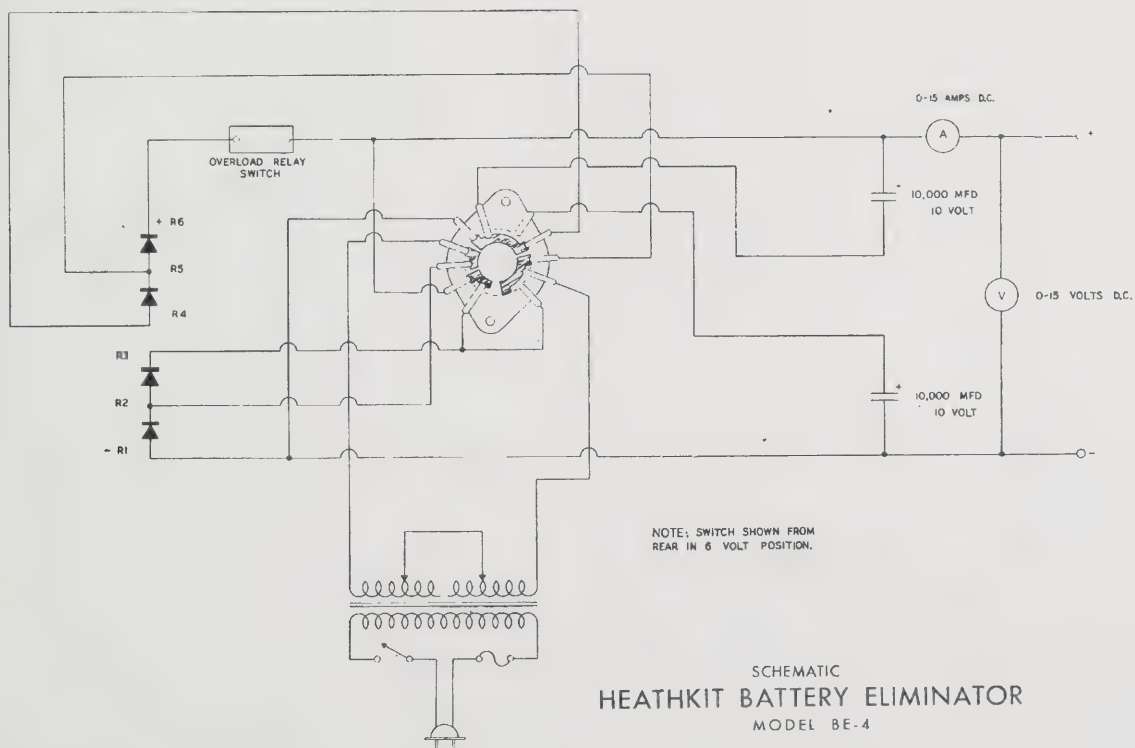 0-15 AMPS D.C.
A
+
OVERLOAD RELAY
SWITCH
+
10,000 MFD
10 VOLT
+ R6
R5
R4
V
0-15 VOLTS D.C.
R3
R2
- R1
+
10,000 MFD
10 VOLT
-
NOTE: SWITCH SHOWN FROM
REAR IN 6 VOLT POSITION.
SCHEMATIC
HEATHKIT BATTERY ELIMINATOR
MODEL BE-4